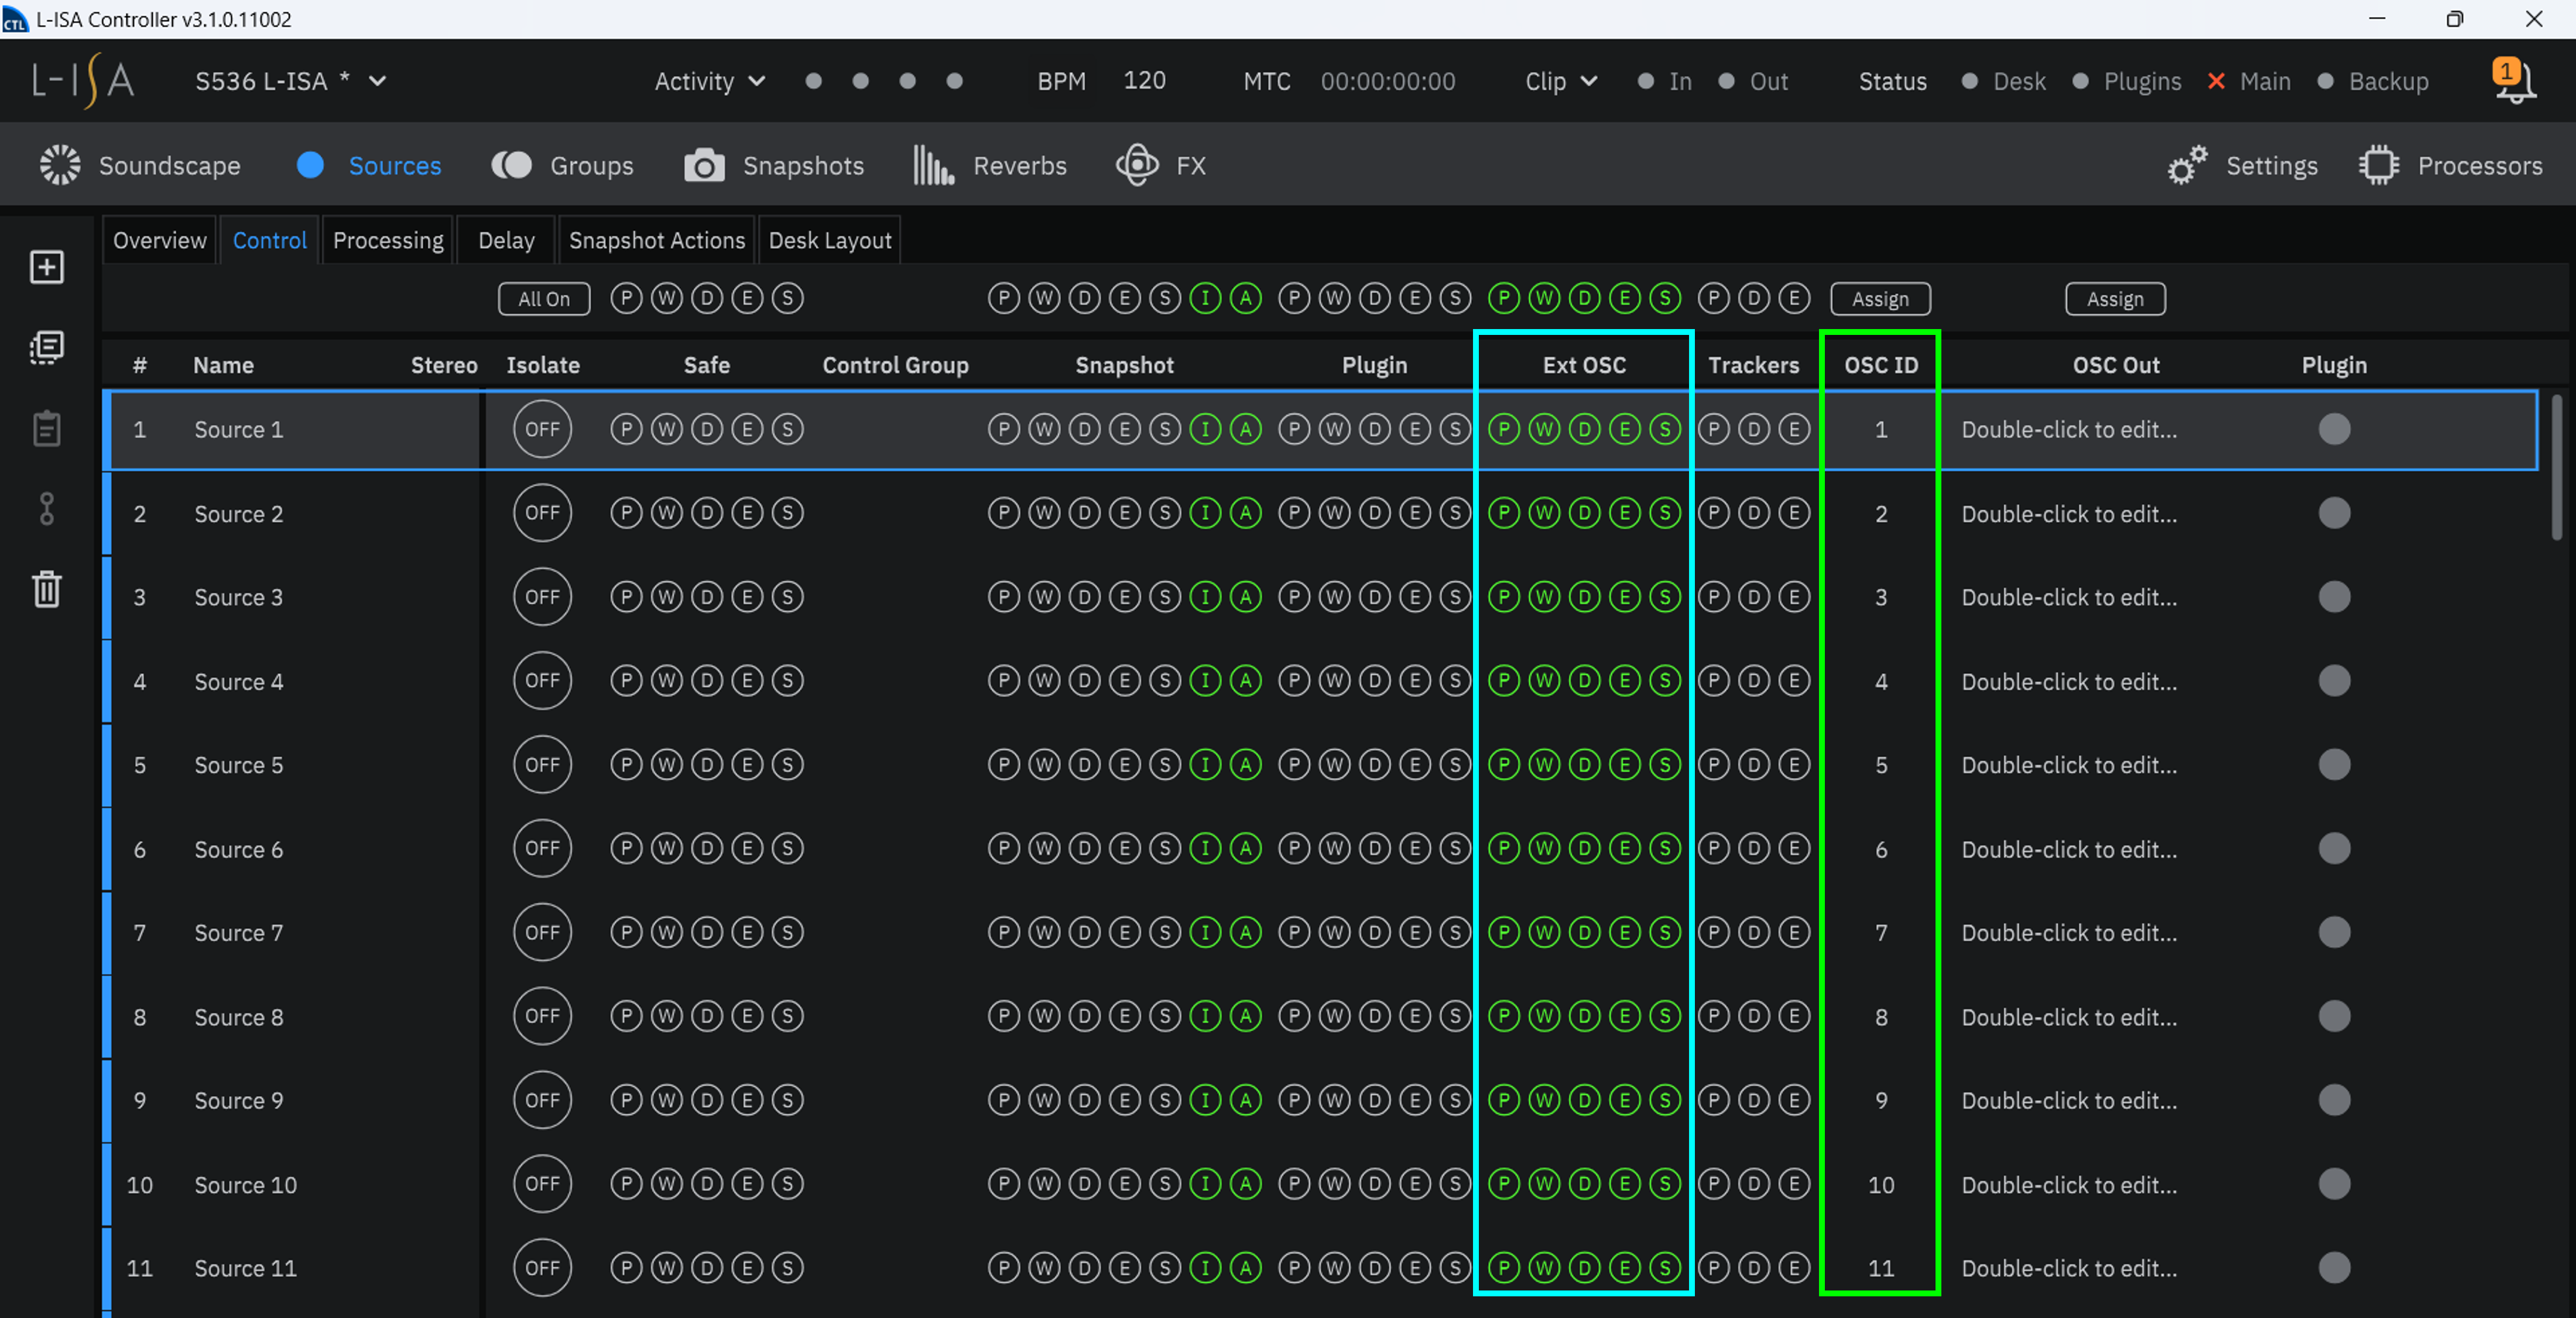 CTL L-ISA Controller v3.1.0.11002
L-ISA S536 L-ISA * Activity BPM 120 MTC 00:00:00:00 Clip In Out Status Desk Plugins Main Backup 1
Soundscape Sources Groups Snapshots Reverbs FX Settings Processors
Overview Control Processing Delay Snapshot Actions Desk Layout
All On P W D E S P W D E S I A P W D E S P W D E S P D E Assign Assign
# Name Stereo Isolate Safe Control Group Snapshot Plugin Ext OSC Trackers OSC ID OSC Out Plugin
1 Source 1 OFF P W D E S P W D E S I A P W D E S P W D E S P D E 1 Double-click to edit...
2 Source 2 OFF P W D E S P W D E S I A P W D E S P W D E S P D E 2 Double-click to edit...
3 Source 3 OFF P W D E S P W D E S I A P W D E S P W D E S P D E 3 Double-click to edit...
4 Source 4 OFF P W D E S P W D E S I A P W D E S P W D E S P D E 4 Double-click to edit...
5 Source 5 OFF P W D E S P W D E S I A P W D E S P W D E S P D E 5 Double-click to edit...
6 Source 6 OFF P W D E S P W D E S I A P W D E S P W D E S P D E 6 Double-click to edit...
7 Source 7 OFF P W D E S P W D E S I A P W D E S P W D E S P D E 7 Double-click to edit...
8 Source 8 OFF P W D E S P W D E S I A P W D E S P W D E S P D E 8 Double-click to edit...
9 Source 9 OFF P W D E S P W D E S I A P W D E S P W D E S P D E 9 Double-click to edit...
10 Source 10 OFF P W D E S P W D E S I A P W D E S P W D E S P D E 10 Double-click to edit...
11 Source 11 OFF P W D E S P W D E S I A P W D E S P W D E S P D E 11 Double-click to edit...